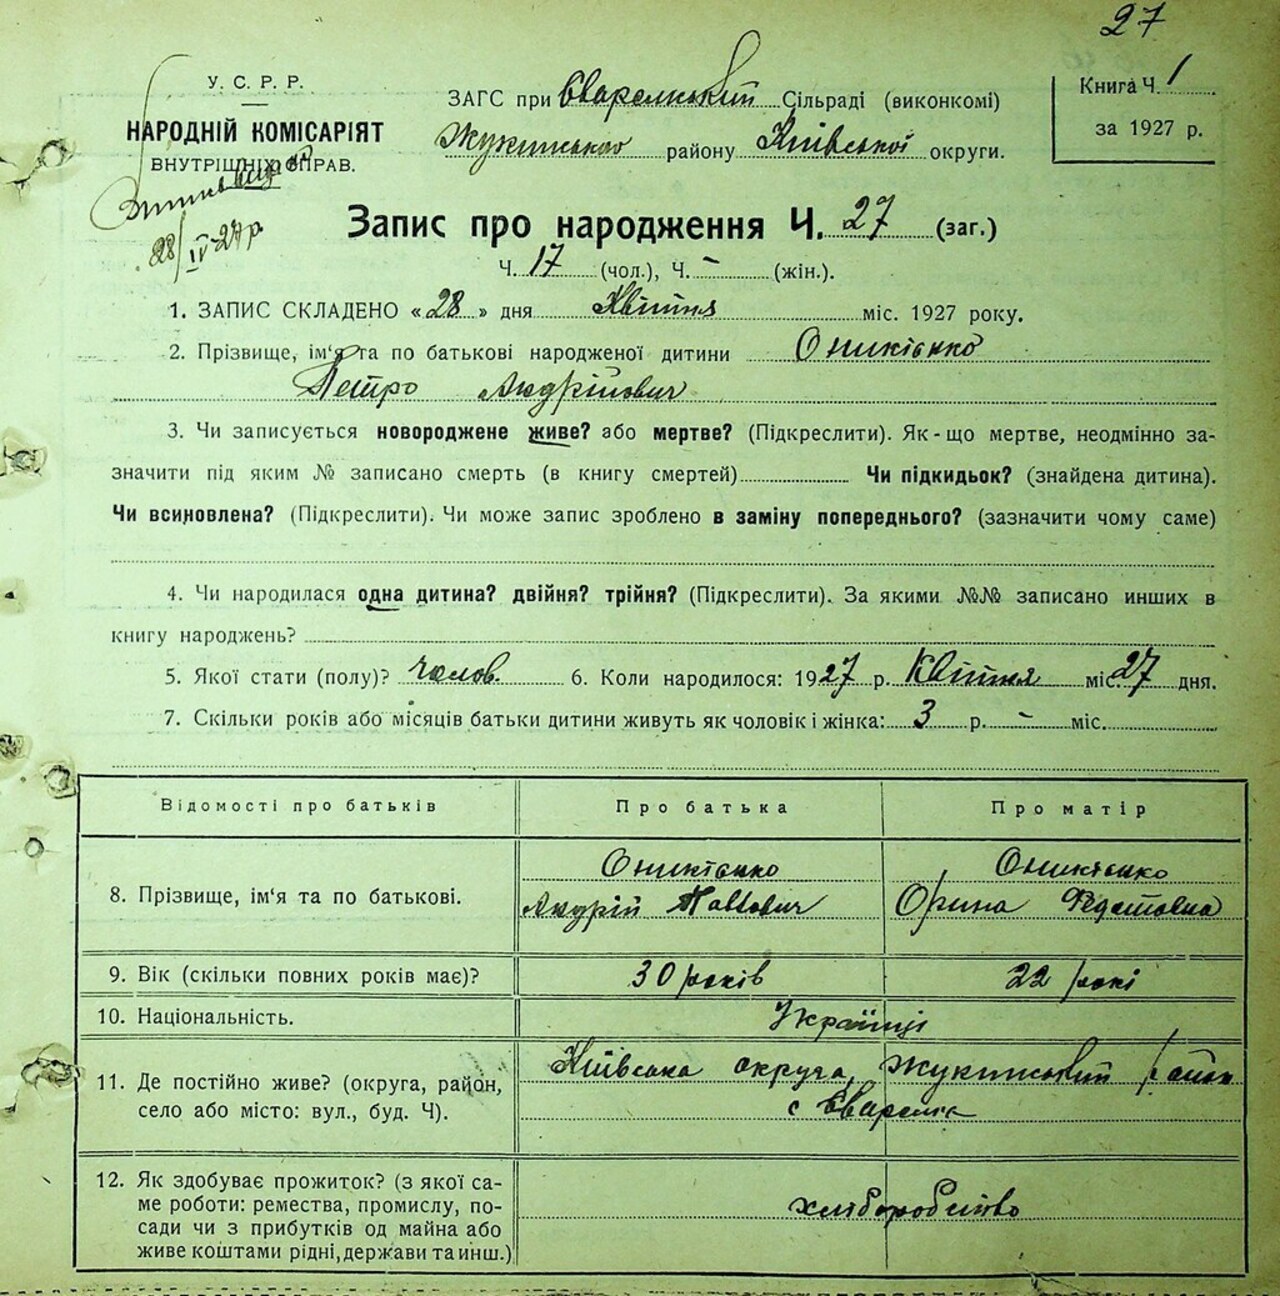 27
У. С. Р. Р.
НАРОДНІЙ КОМІСАРІЯТ
ВНУТРІШНІХ СПРАВ.
28/IV-27р
ЗАГС при Єварському Сільраді (виконкомі)
Жукинського району Київської округи.
Книга Ч. 1
за 1927 р.
Запис про народження Ч. 27 (заг.)
Ч. 17 (чол.), Ч. - (жін.).
1. ЗАПИС СКЛАДЕНО «28» дня Квітня міс. 1927 року.
2. Прізвище, ім'я та по батькові народженої дитини Оникієнко
Петро Андрійович
3. Чи записується новороджене живе? або мертве? (Підкреслити). Як-що мертве, неодмінно за-
значити під яким № записано смерть (в книгу смертей) Чи підкидьок? (знайдена дитина).
Чи всиновлена? (Підкреслити). Чи може запис зроблено в заміну попереднього? (зазначити чому саме)
4. Чи народилася одна дитина? двійня? трійня? (Підкреслити). За якими №№ записано инших в
книгу народжень?
5. Якої стати (полу)? чолов. 6. Коли народилося: 1927 р. Квітня міс. 27 дня.
7. Скільки років або місяців батьки дитини живуть як чоловік і жінка: 3 р. - міс.
Відомості про батьків Про батька Про матір
8. Прізвище, ім'я та по батькові. Оникієнко Андрій Павлович Оникієнко Орина Федотовна
9. Вік (скільки повних років має)? 30 років 22 рокі
10. Національність. Українці
11. Де постійно живе? (округа, район, Київська округа, Жукинський район
село або місто: вул., буд. Ч). с
12. Як здобуває прожиток? (з якої са-
ме роботи: ремества, промислу, по- хліборобство
сади чи з прибутків од майна або
живе коштами рідні, держави та инш.)